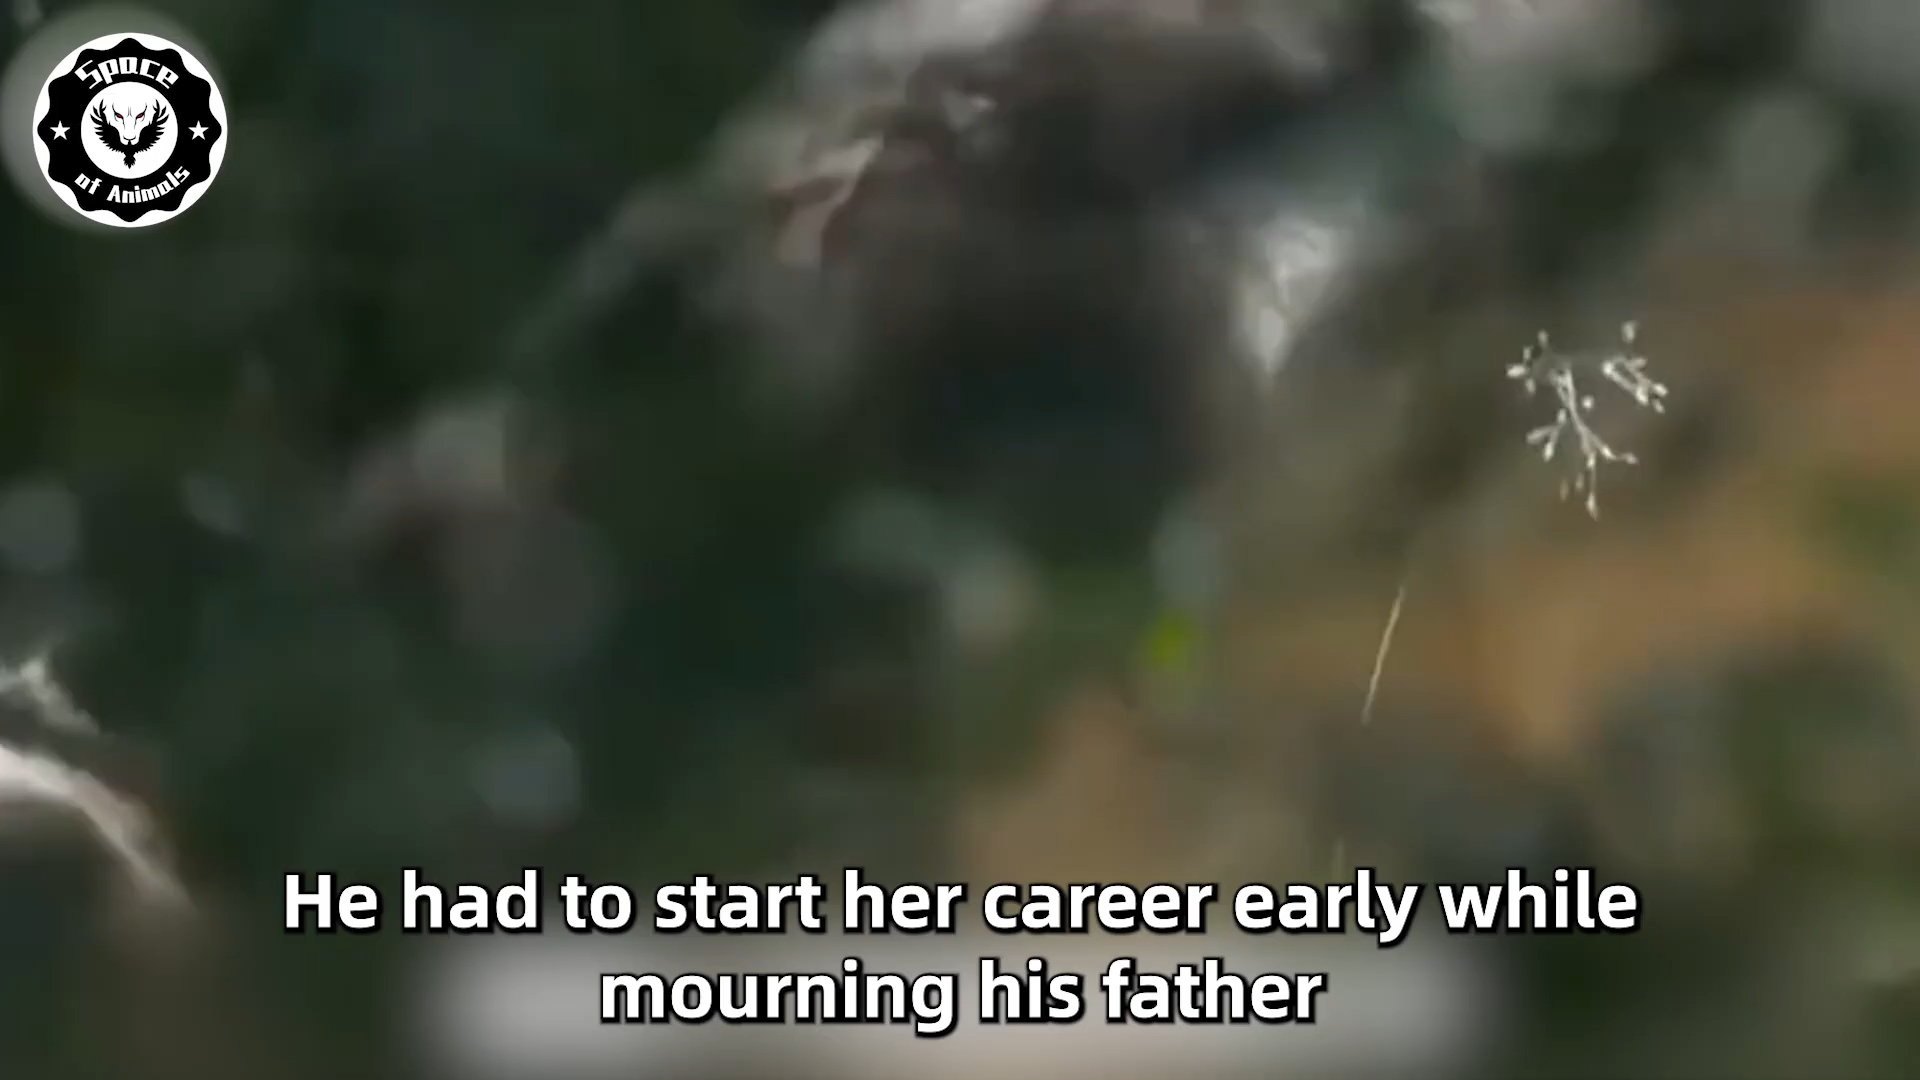 Space
of Animals
He had to start her career early while
mourning his father